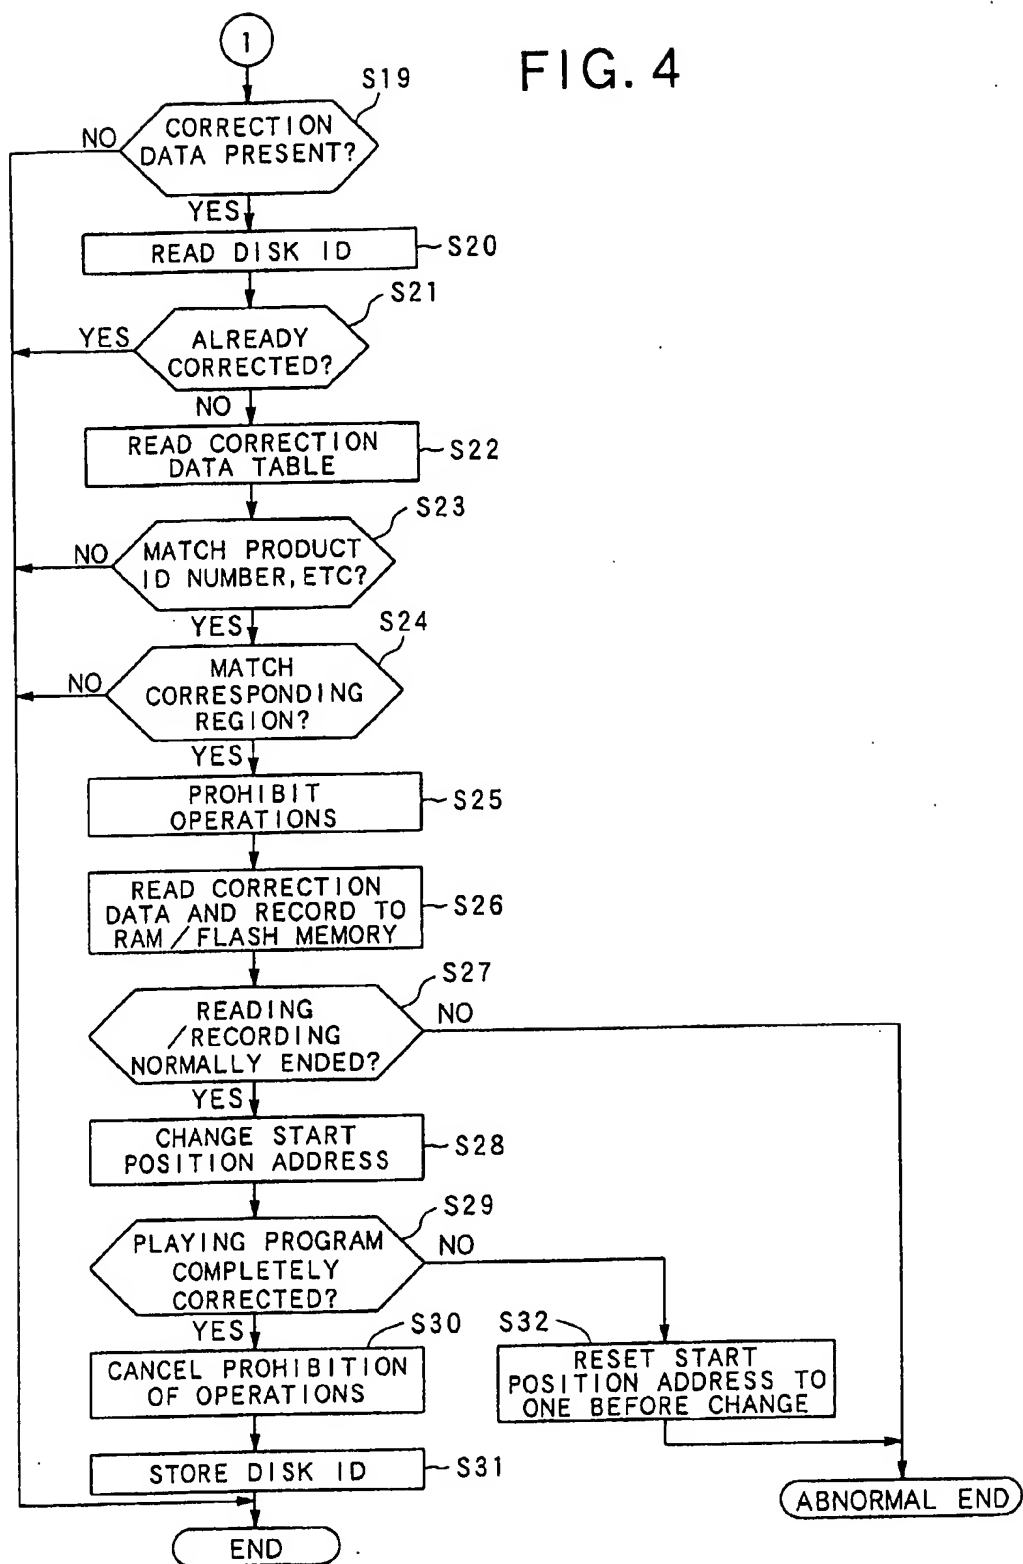 1
FIG. 4
S19
CORRECTION
DATA PRESENT?
NO
YES
READ DISK ID
S20
S21
ALREADY
CORRECTED?
YES
NO
READ CORRECTION
DATA TABLE
S22
S23
MATCH PRODUCT
ID NUMBER, ETC?
NO
YES
S24
MATCH
CORRESPONDING
REGION?
NO
YES
PROHIBIT
OPERATIONS
S25
READ CORRECTION
DATA AND RECORD TO
RAM/FLASH MEMORY
S26
S27
READING
/RECORDING
NORMALLY ENDED?
NO
YES
CHANGE START
POSITION ADDRESS
S28
S29
PLAYING PROGRAM
COMPLETELY
CORRECTED?
NO
YES
S30
CANCEL PROHIBITION
OF OPERATIONS
S32
RESET START
POSITION ADDRESS TO
ONE BEFORE CHANGE
STORE DISK ID
S31
ABNORMAL END
END